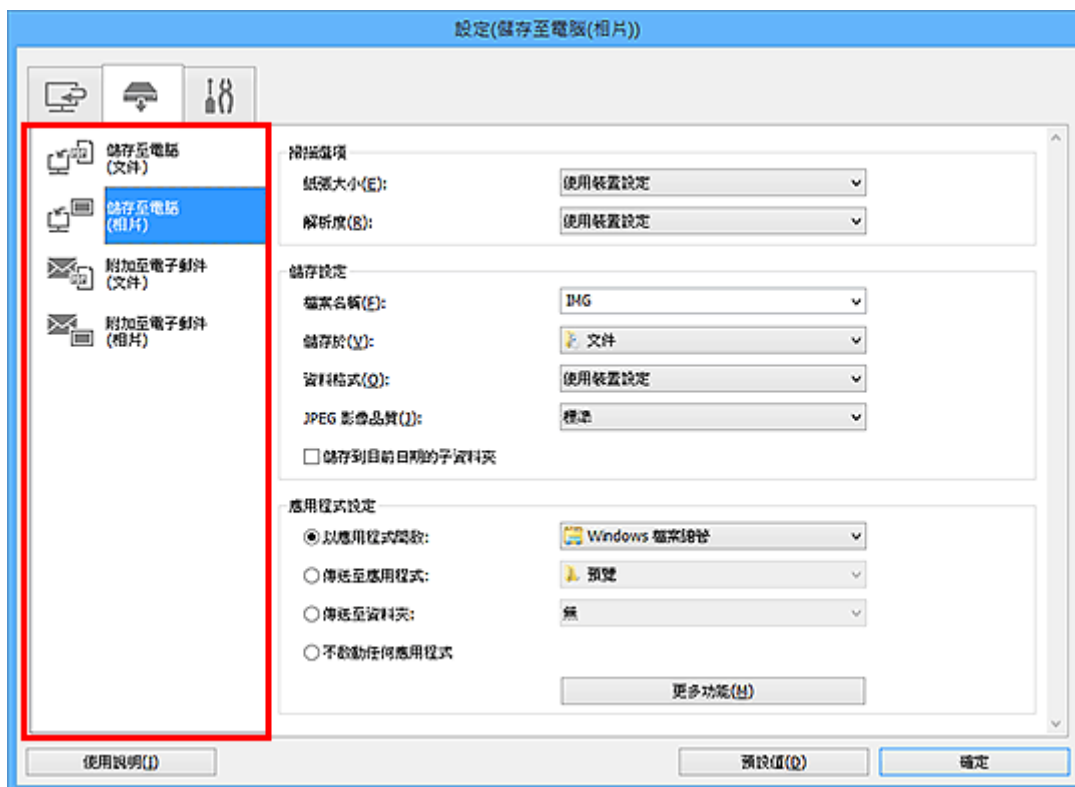 設定(儲存至電腦(相片))
儲存至電腦
(文件)
儲存至電腦
(相片)
附加至電子郵件
(文件)
附加至電子郵件
(相片)
掃描選項
紙張大小(E):
使用裝置設定
解析度(R):
使用裝置設定
儲存設定
檔案名稱(F):
IMG
儲存於(V):
文件
資料格式(O):
使用裝置設定
JPEG 影像品質(J):
標準
儲存到目前日期的子資料夾
應用程式設定
以應用程式開啟:
Windows 檔案總管
傳送至應用程式:
預覽
傳送至資料夾:
無
不啟動任何應用程式
更多功能(M)
使用說明(I)
預設值(D)
確定